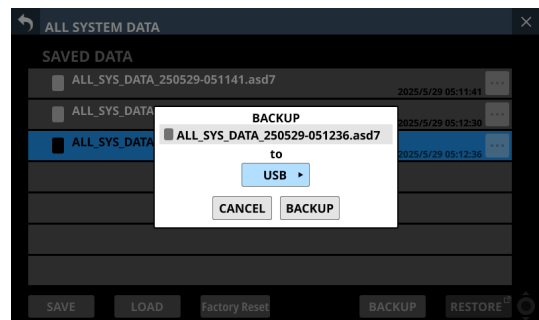 ALL SYSTEM DATA
SAVED DATA
ALL_SYS_DATA_250529-051141.asd7
2025/5/29 05:11:41
ALL_SYS_DATA
2025/5/29 05:12:30
ALL_SYS_DATA
2025/5/29 05:12:36
BACKUP
ALL_SYS_DATA_250529-051236.asd7
to
USB
CANCEL BACKUP
SAVE LOAD Factory Reset BACKUP RESTORE